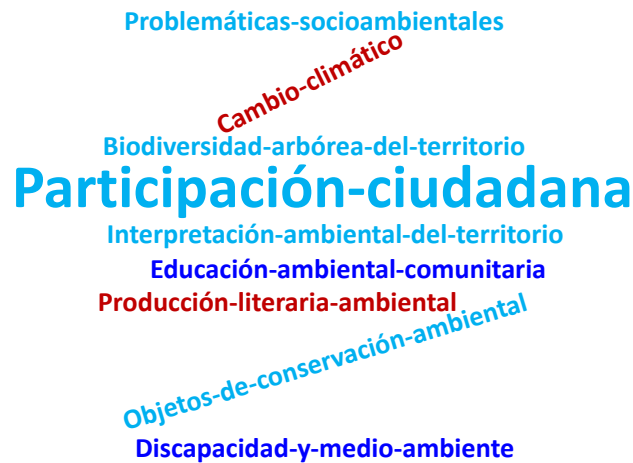 Problemáticas-socioambientales
Cambio-climático
Biodiversidad-arbórea-del-territorio
Participación-ciudadana
Interpretación-ambiental-del-territorio
Educación-ambiental-comunitaria
Producción-literaria-ambiental
Objetos-de-conservación-ambiental
Discapacidad-y-medio-ambiente